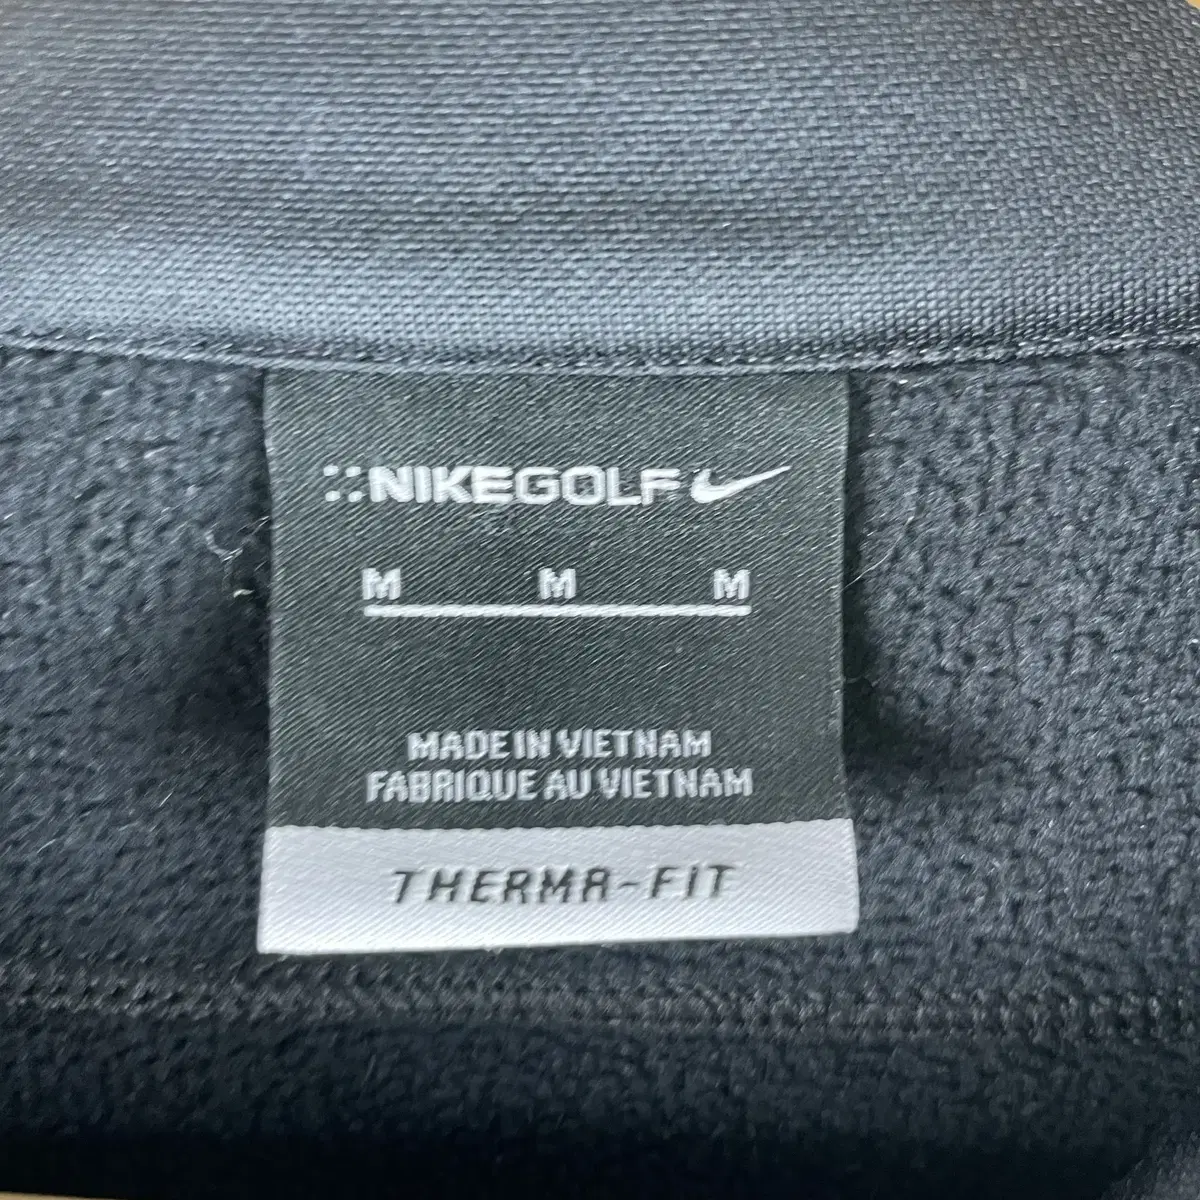 ::NIKEGOLF
M M M
MADE IN VIETNAM
FABRIQUE AU VIETNAM
THERMA-FIT